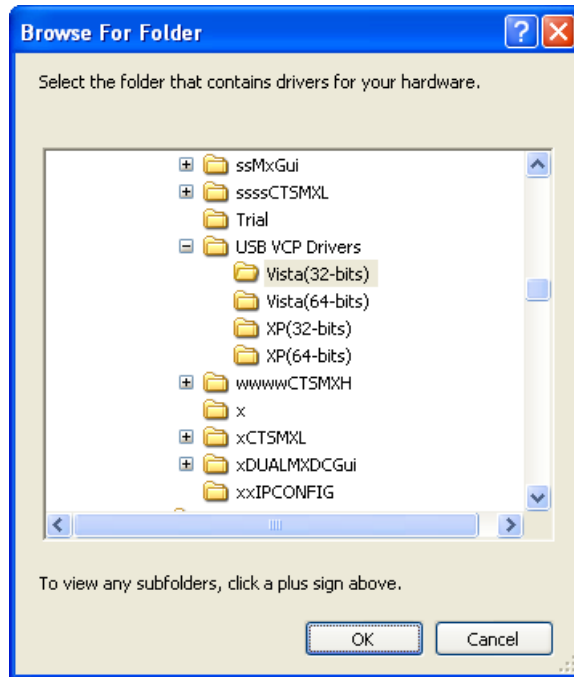 Browse For Folder
Select the folder that contains drivers for your hardware.
ssMxGui
ssssCTSMXL
Trial
USB VCP Drivers
Vista(32-bits)
Vista(64-bits)
XP(32-bits)
XP(64-bits)
wwwwCTSMXH
x
xCTSMXL
xDUALMXDCGui
xxIPCONFIG
To view any subfolders, click a plus sign above.
OK Cancel